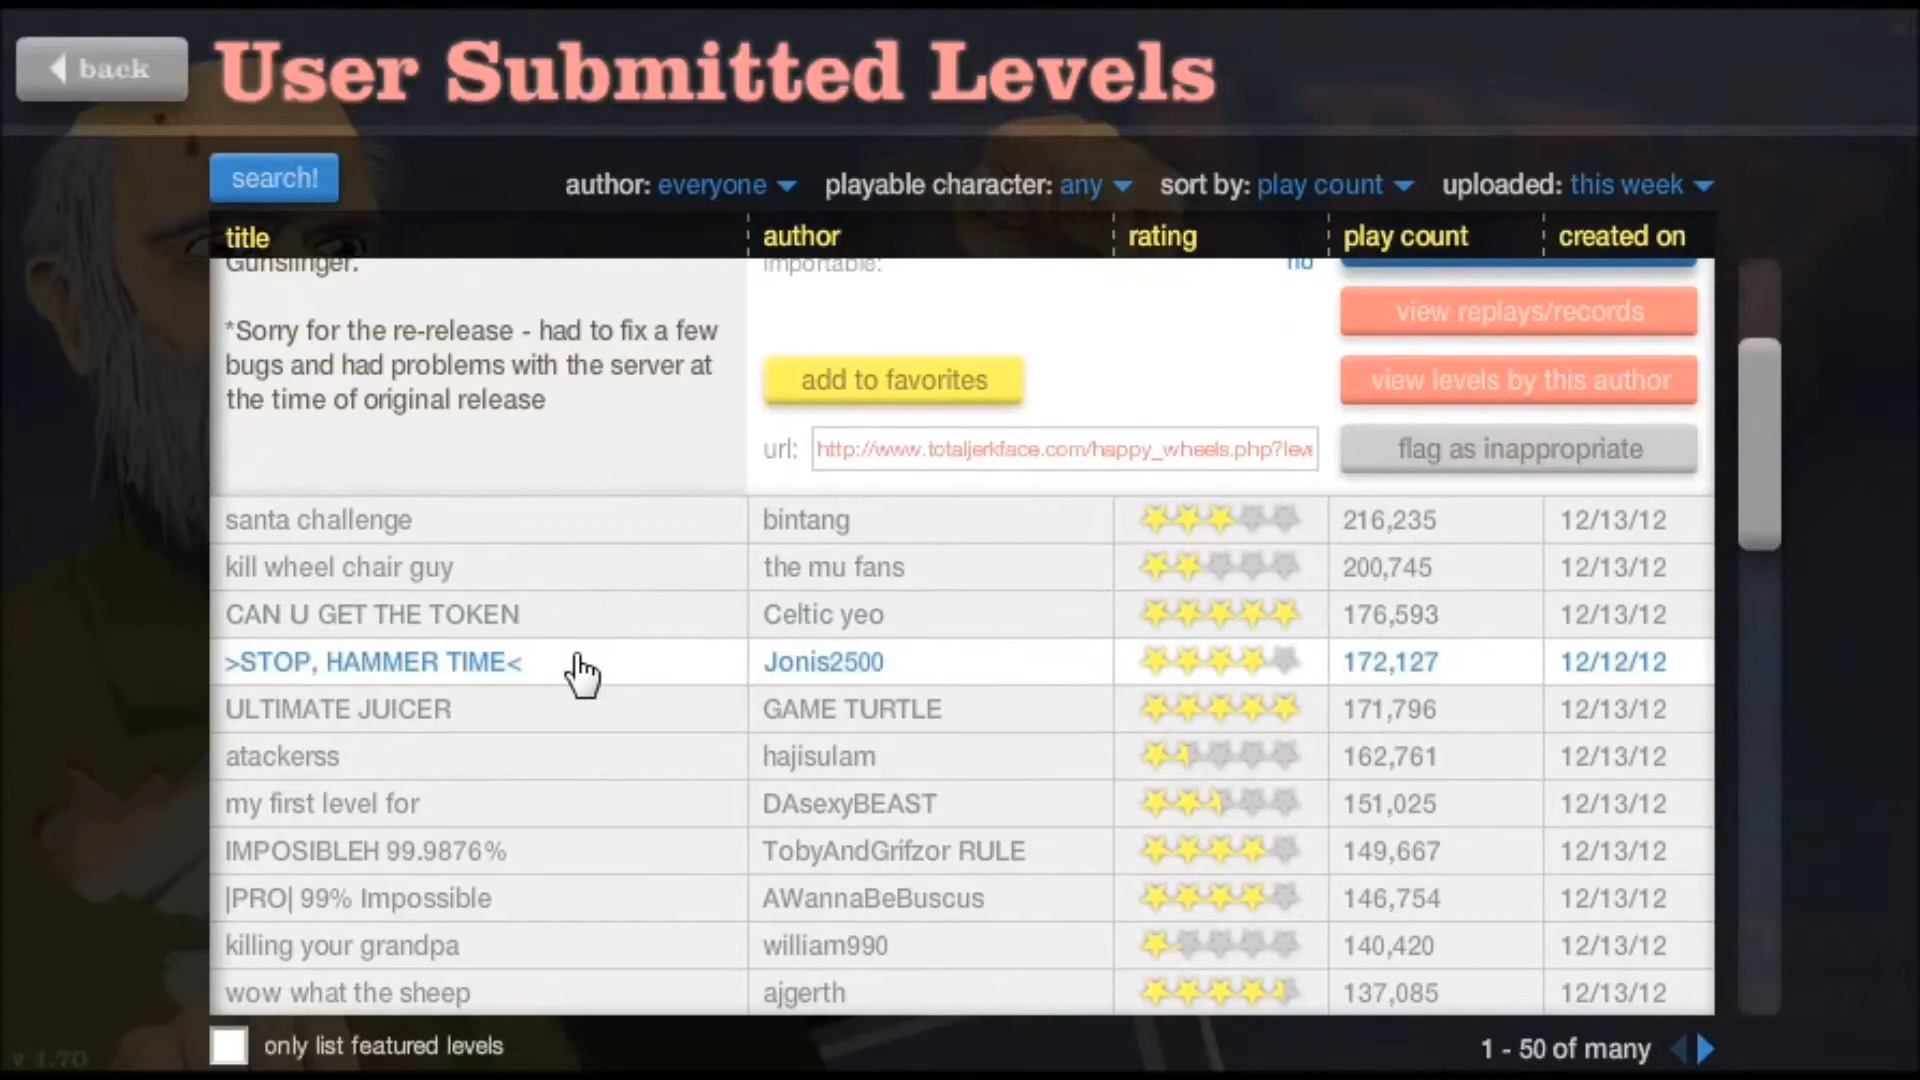 back
User Submitted Levels
search!
author: everyone playable character: any sort by: play count uploaded: this week
title author rating play count created on
Gunslinger.
importable: no
view replays/records
*Sorry for the re-release - had to fix a few
bugs and had problems with the server at
the time of original release
add to favorites
view levels by this author
url: http://www.totaljerkface.com/happy_wheels.php?leve
flag as inappropriate
santa challenge bintang 216,235 12/13/12
kill wheel chair guy the mu fans 200,745 12/13/12
CAN U GET THE TOKEN Celtic yeo 176,593 12/13/12
>STOP, HAMMER TIME< Jonis2500 172,127 12/12/12
ULTIMATE JUICER GAME TURTLE 171,796 12/13/12
atackerss hajisulam 162,761 12/13/12
my first level for DAsexyBEAST 151,025 12/13/12
IMPOSIBLEH 99.9876% TobyAndGrifzor RULE 149,667 12/13/12
|PRO| 99% Impossible AWannaBeBuscus 146,754 12/13/12
killing your grandpa william990 140,420 12/13/12
wow what the sheep ajgerth 137,085 12/13/12
only list featured levels
1 - 50 of many
v 1.70